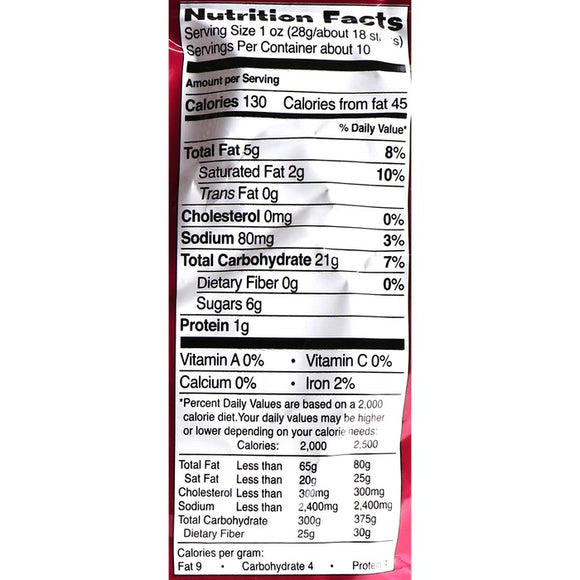 Nutrition Facts
Serving Size 1 oz (28g/about 18
Servings Per Container about 10
Amount per Serving
Calories 130 Calories from fat 45
% Daily Value*
Total Fat 5g 8%
Saturated Fat 2g 10%
Trans Fat 0g
Cholesterol 0mg 0%
Sodium 80mg 3%
Total Carbohydrate 21g 7%
Dietary Fiber 0g 0%
Sugars 6g
Protein 1g
Vitamin A 0% • Vitamin C 0%
Calcium 0% • Iron 2%
*Percent Daily Values are based on a 2,000
calorie diet.Your daily values may be higher
or lower depending on your calorie needs:
Calories: 2,000 2,500
Total Fat Less than 65g 80g
Sat Fat Less than 20g 25g
Cholesterol Less than 300mg 300mg
Sodium Less than 2,400mg 2,400mg
Total Carbohydrate 300g 375g
Dietary Fiber 25g 30g
Calories per gram:
Fat 9 • Carbohydrate 4 • Protein